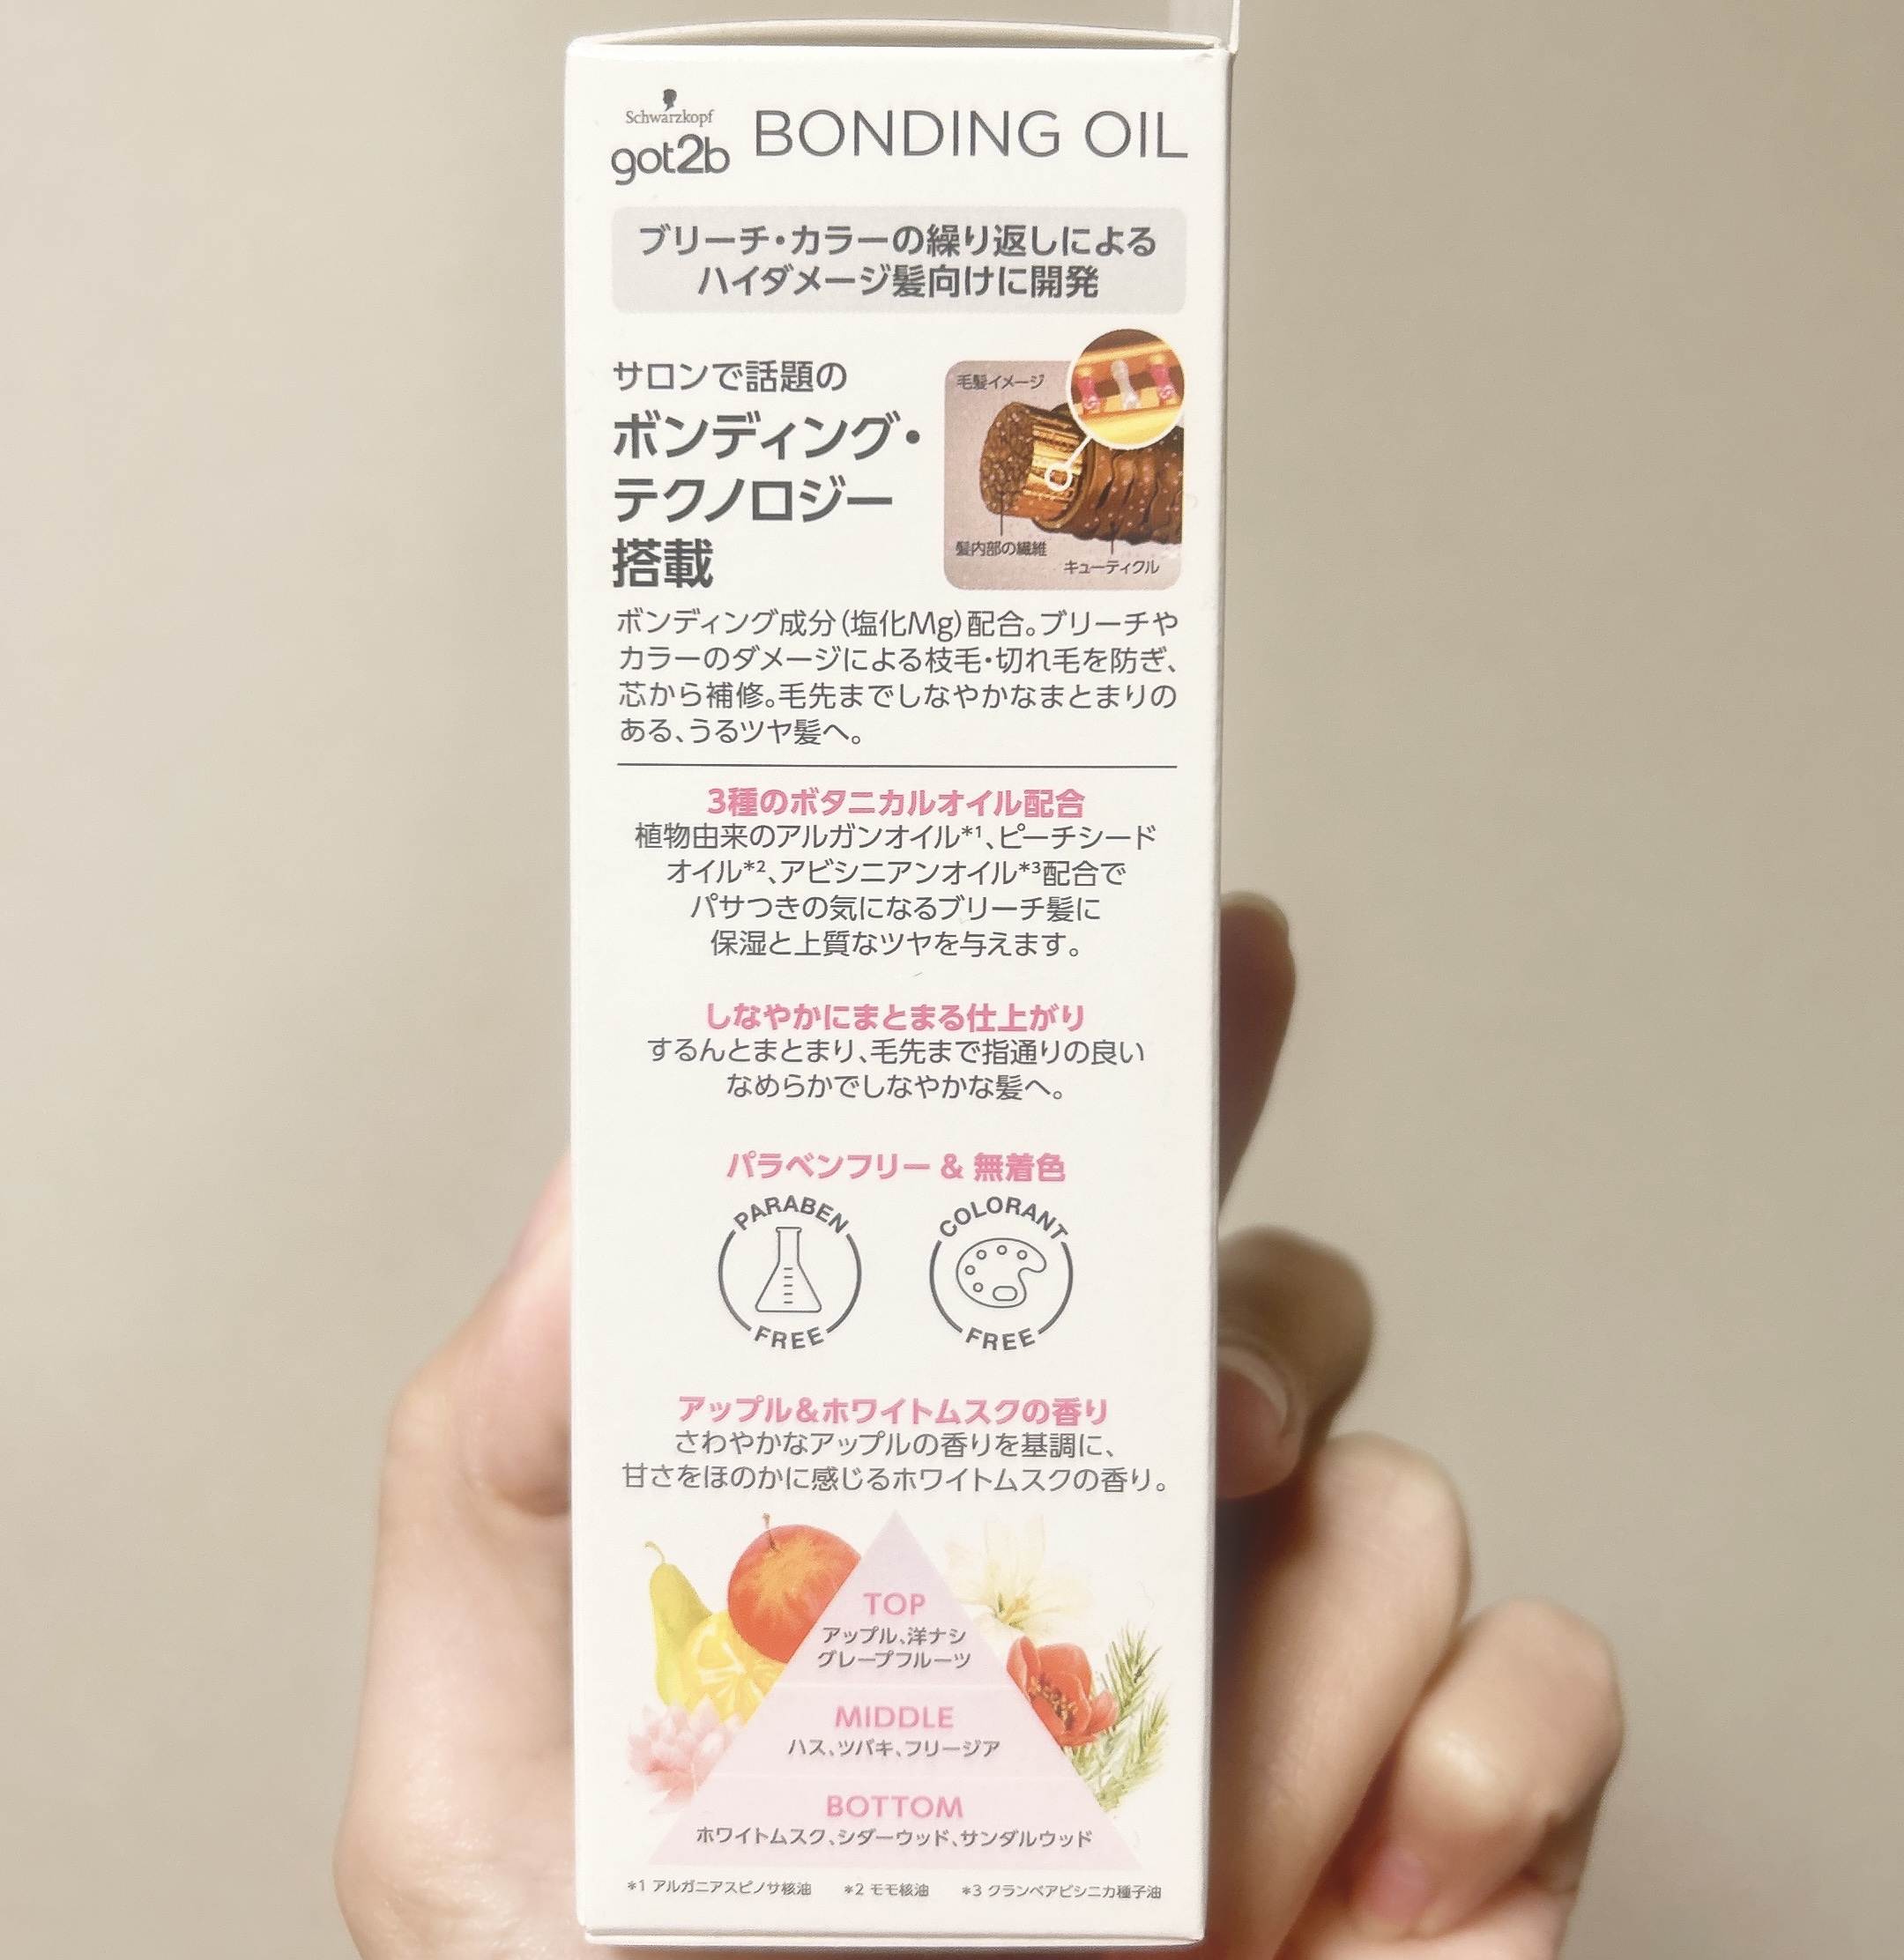 Schwarzkopf
got2b BONDING OIL
ブリーチ・カラーの繰り返しによる
ハイダメージ髪向けに開発
サロンで話題の
ボンディング・
テクノロジー
搭載
毛髪イメージ
髪内部の繊維
キューティクル
ボンディング成分(塩化Mg)配合。ブリーチや
カラーのダメージによる枝毛・切れ毛を防ぎ、
芯から補修。毛先までしなやかなまとまりの
ある、うるツヤ髪へ。
3種のボタニカルオイル配合
植物由来のアルガンオイル*1、ピーチシード
オイル*2、アビシニアンオイル*3配合で
パサつきの気になるブリーチ髪に
保湿と上質なツヤを与えます。
しなやかにまとまる仕上がり
するんとまとまり、毛先まで指通りの良い
なめらかでしなやかな髪へ。
パラベンフリー & 無着色
PARABEN FREE
COLORANT FREE
アップル&ホワイトムスクの香り
さわやかなアップルの香りを基調に、
甘さをほのかに感じるホワイトムスクの香り。
TOP
アップル、洋ナシ
グレープフルーツ
MIDDLE
ハス、ツバキ、フリージア
BOTTOM
ホワイトムスク、シダーウッド、サンダルウッド
*1 アルガニアスピノサ核油 *2 モモ核油 *3 クランベアビシニカ種子油